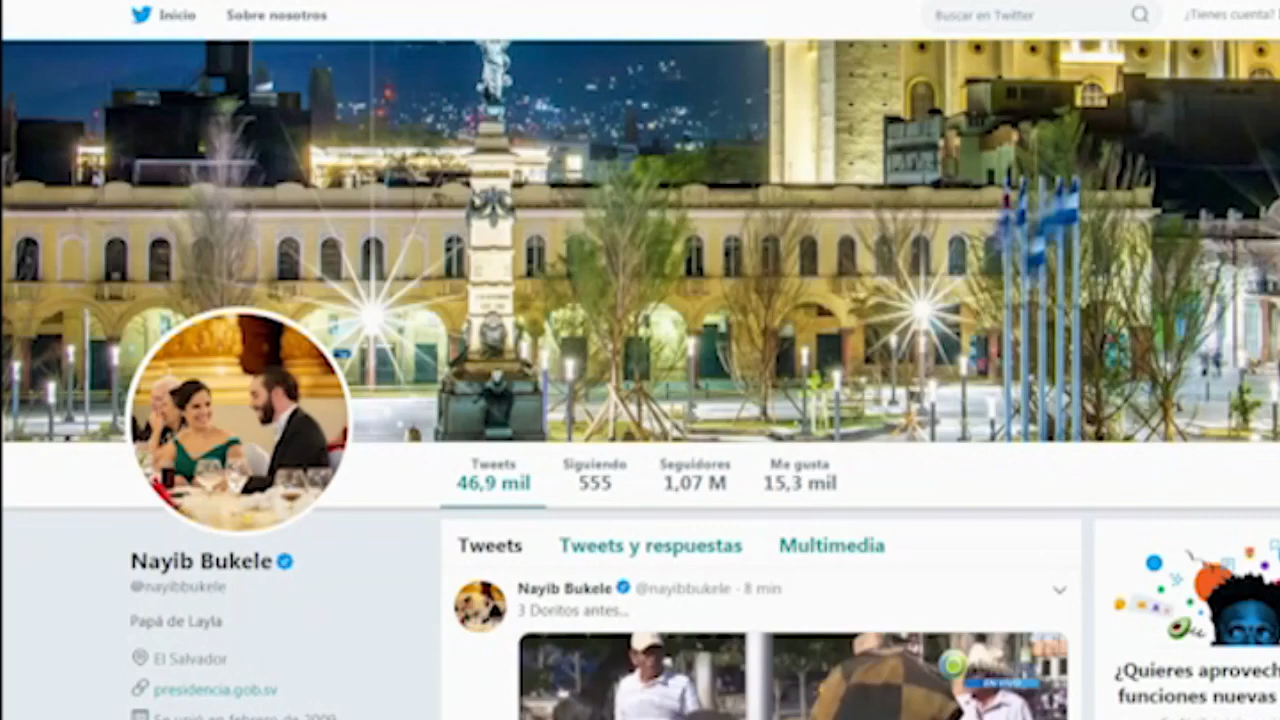 Inicio
Sobre nosotros
Buscar en Twitter
¿Tienes cuenta?
Tweets
46,9 mil
Siguiendo
555
Seguidores
1,07 M
Me gusta
15,3 mil
Nayib Bukele
@nayibbukele
Papá de Layla
El Salvador
presidencia.gob.sv
Se unió en febrero de 2009
Tweets
Tweets y respuestas
Multimedia
Nayib Bukele @nayibbukele - 8 min
3 Doritos antes...
EN VIVO
¿Quieres aprovech
funciones nuevas